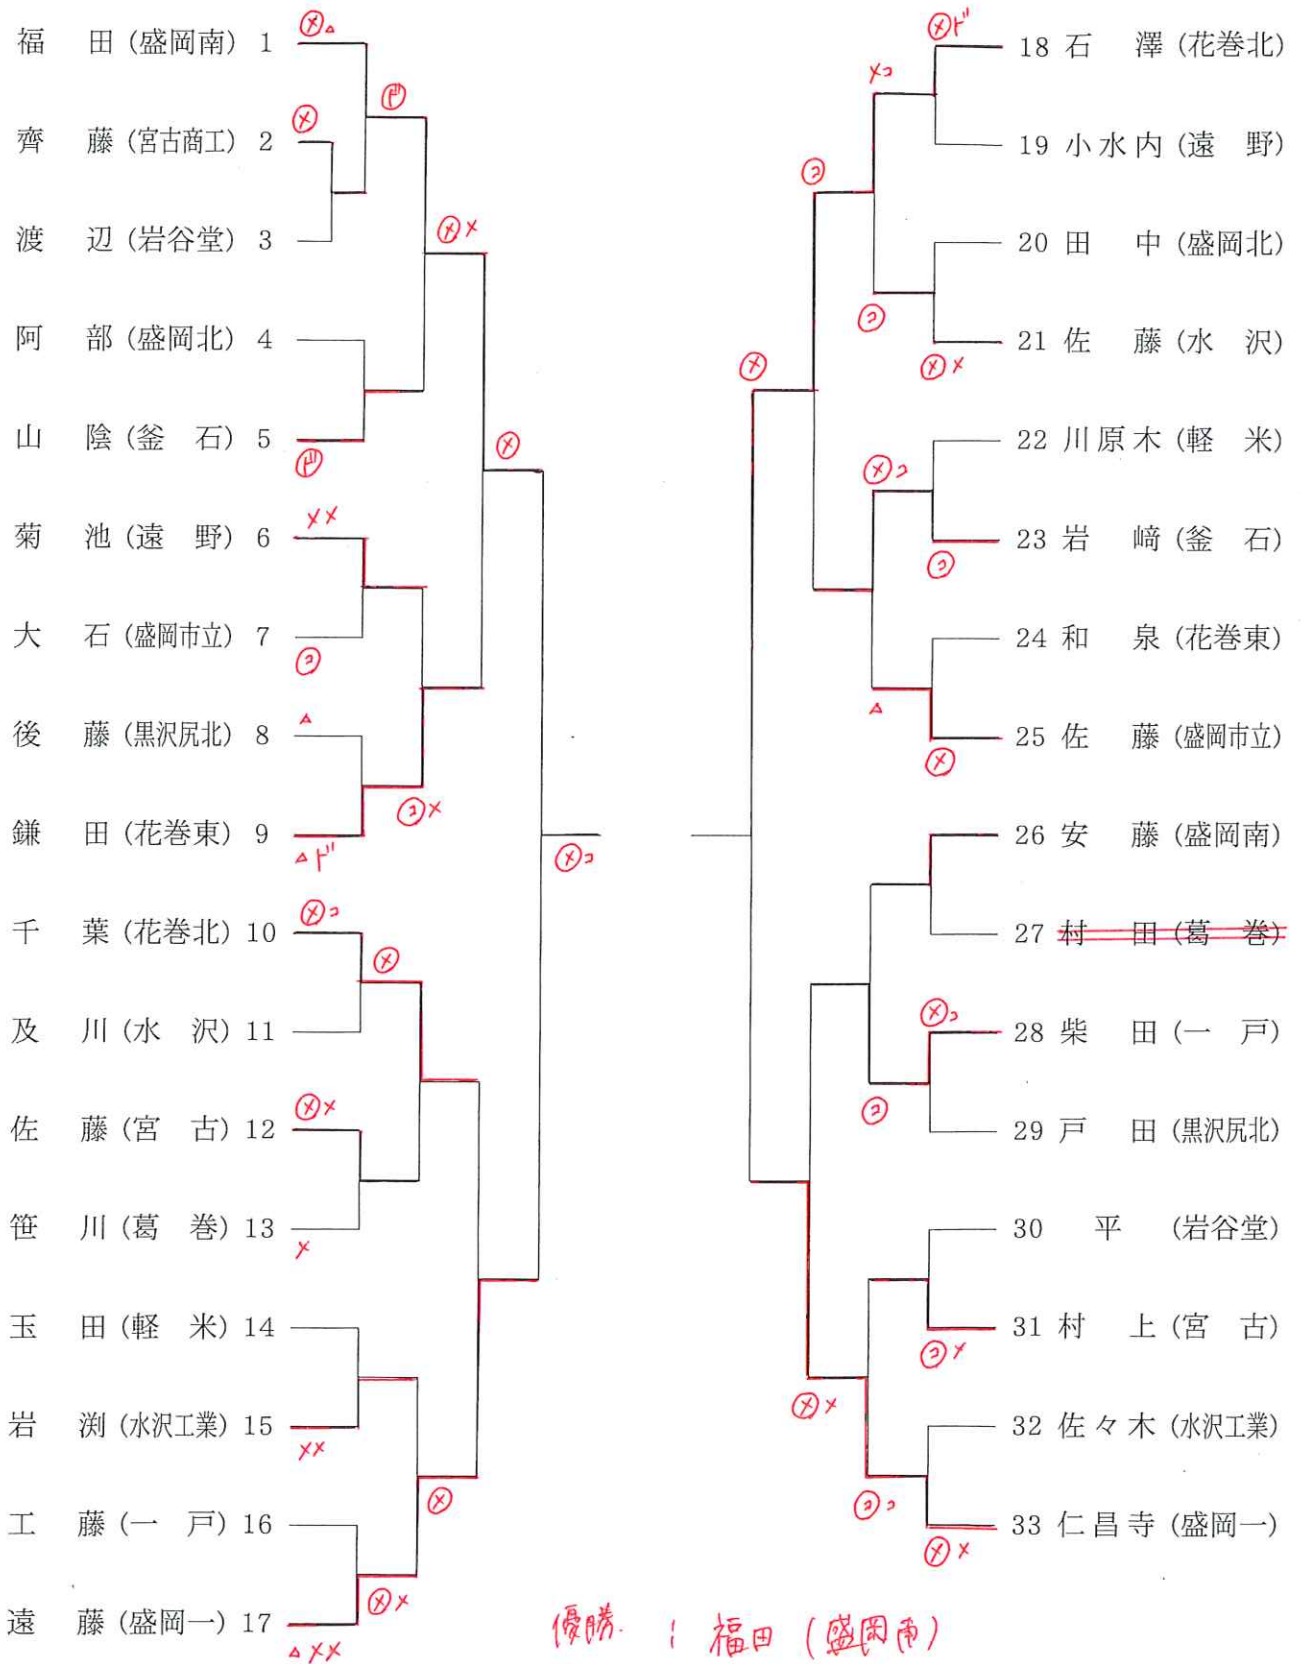 福田(盛岡南) 1
齊藤(宮古商工) 2
渡辺(岩谷堂) 3
阿部(盛岡北) 4
山陰(釜石) 5
菊池(遠野) 6
大石(盛岡市立) 7
後藤(黒沢尻北) 8
鎌田(花巻東) 9
千葉(花巻北) 10
及川(水沢) 11
佐藤(宮古) 12
笹川(葛巻) 13
玉田(軽米) 14
岩渕(水沢工業) 15
工藤(一戸) 16
遠藤(盛岡一) 17
18 石澤(花巻北)
19 小水内(遠野)
20 田中(盛岡北)
21 佐藤(水沢)
22 川原木(軽米)
23 岩﨑(釜石)
24 和泉(花巻東)
25 佐藤(盛岡市立)
26 安藤(盛岡南)
27 村田(葛巻)
28 柴田(一戸)
29 戸田(黒沢尻北)
30 平(岩谷堂)
31 村上(宮古)
32 佐々木(水沢工業)
33 仁昌寺(盛岡一)
優勝 : 福田 (盛岡南)